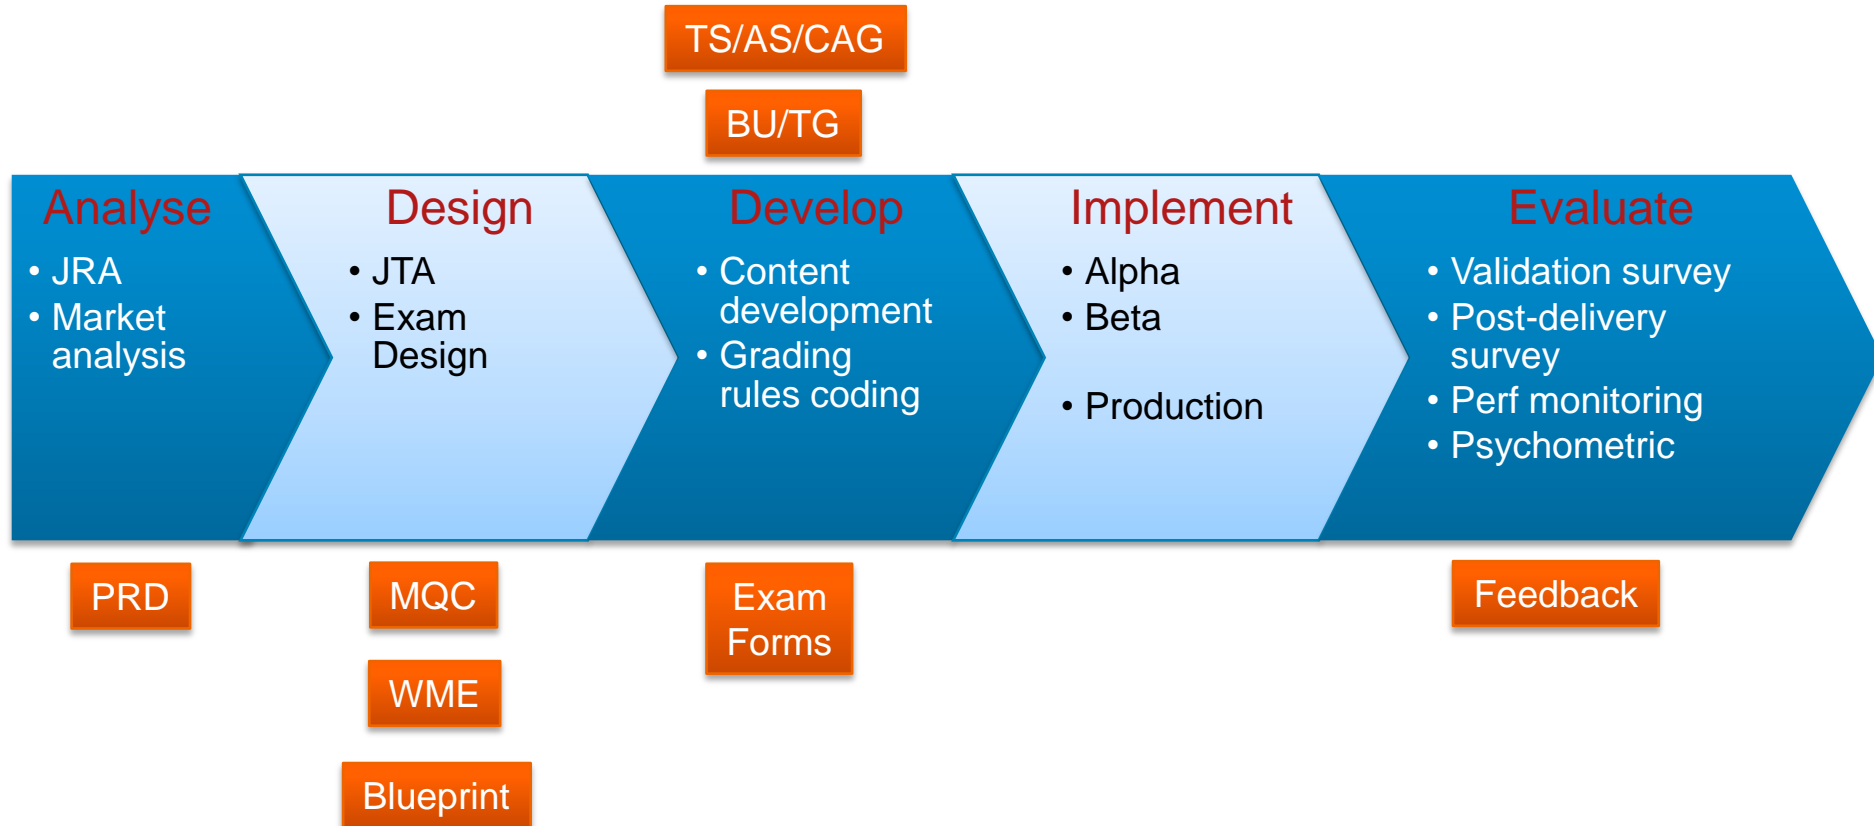 TS/AS/CAG
BU/TG
Analyse
• JRA
• Market
analysis
Design
• JTA
• Exam
Design
Develop
• Content
development
• Grading
rules coding
Implement
• Alpha
• Beta
• Production
Evaluate
• Validation survey
• Post-delivery
survey
• Perf monitoring
• Psychometric
PRD
MQC
WME
Blueprint
Exam
Forms
Feedback